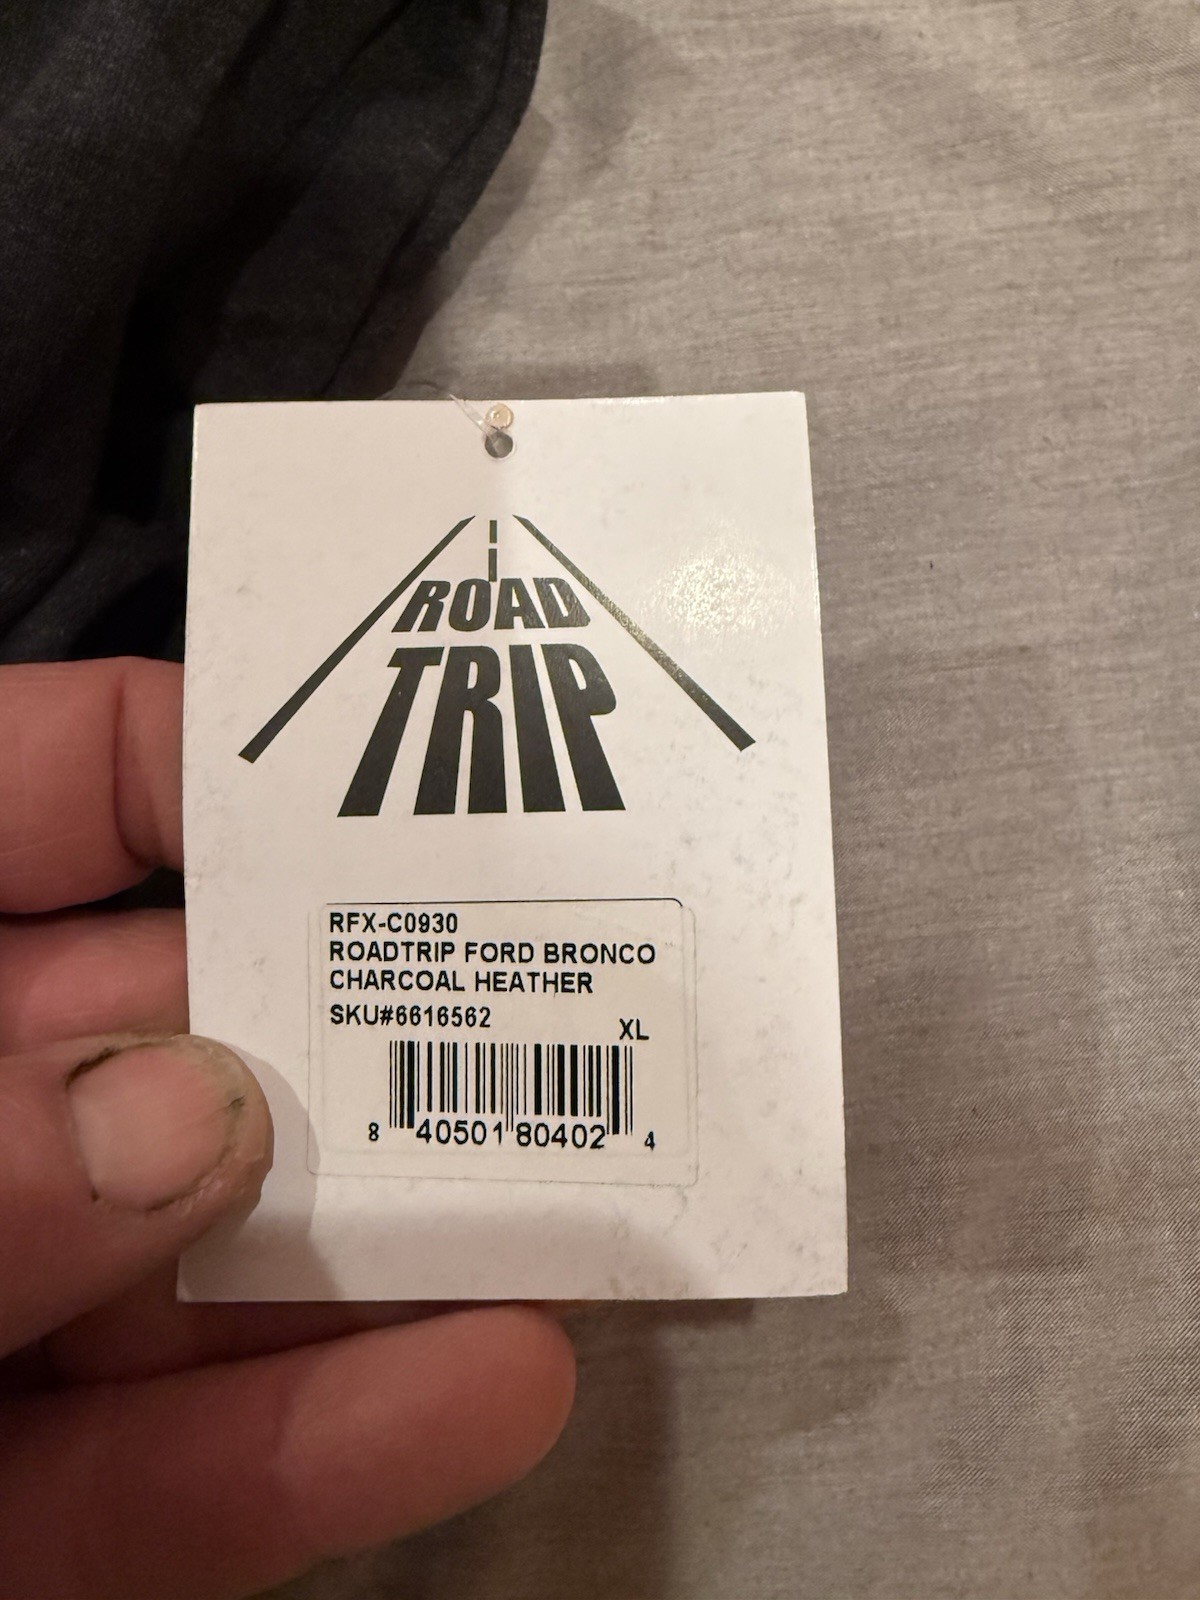 ROAD
TRIP
RFX-C0930
ROADTRIP FORD BRONCO
CHARCOAL HEATHER
SKU#6616562
XL
8 40501 80402 4